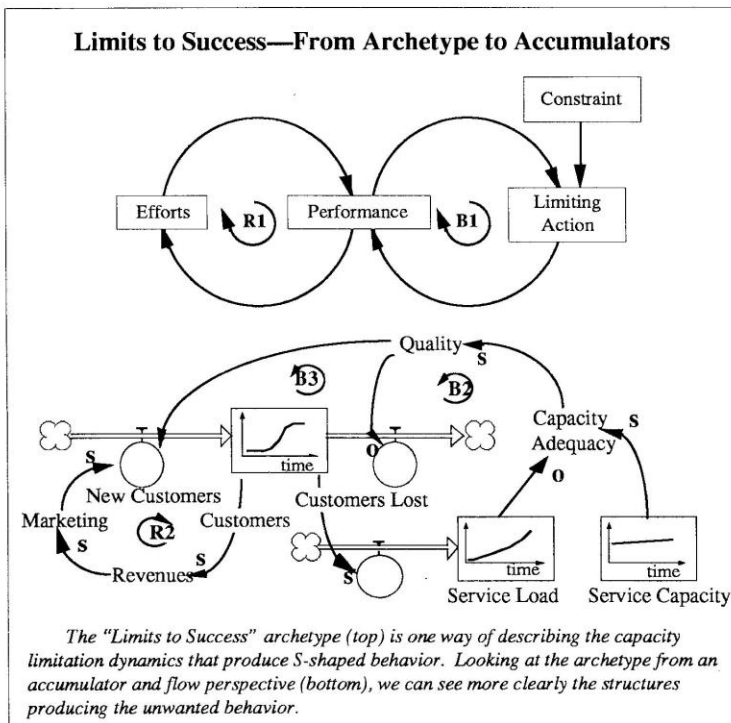 Limits to Success—From Archetype to Accumulators
Constraint
Efforts
R1
Performance
B1
Limiting
Action
Quality
S
B3
B2
Capacity
Adequacy
S
S
time
O
O
New Customers
Customers Lost
Marketing
R2
Customers
S
S
Revenues
S
time
time
Service Load
Service Capacity
The “Limits to Success” archetype (top) is one way of describing the capacity
limitation dynamics that produce S-shaped behavior. Looking at the archetype from an
accumulator and flow perspective (bottom), we can see more clearly the structures
producing the unwanted behavior.